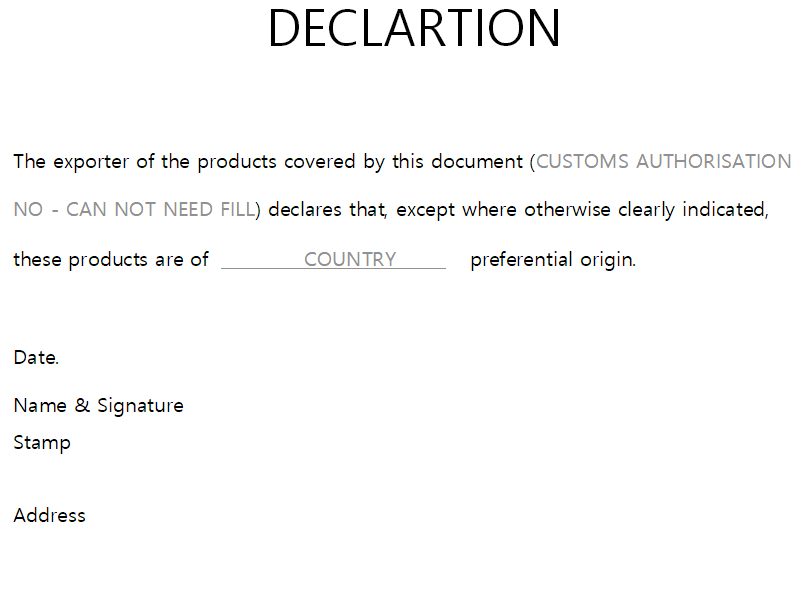 DECLARTION
The exporter of the products covered by this document (CUSTOMS AUTHORISATION
NO - CAN NOT NEED FILL) declares that, except where otherwise clearly indicated,
these products are of COUNTRY preferential origin.
Date.
Name & Signature
Stamp
Address